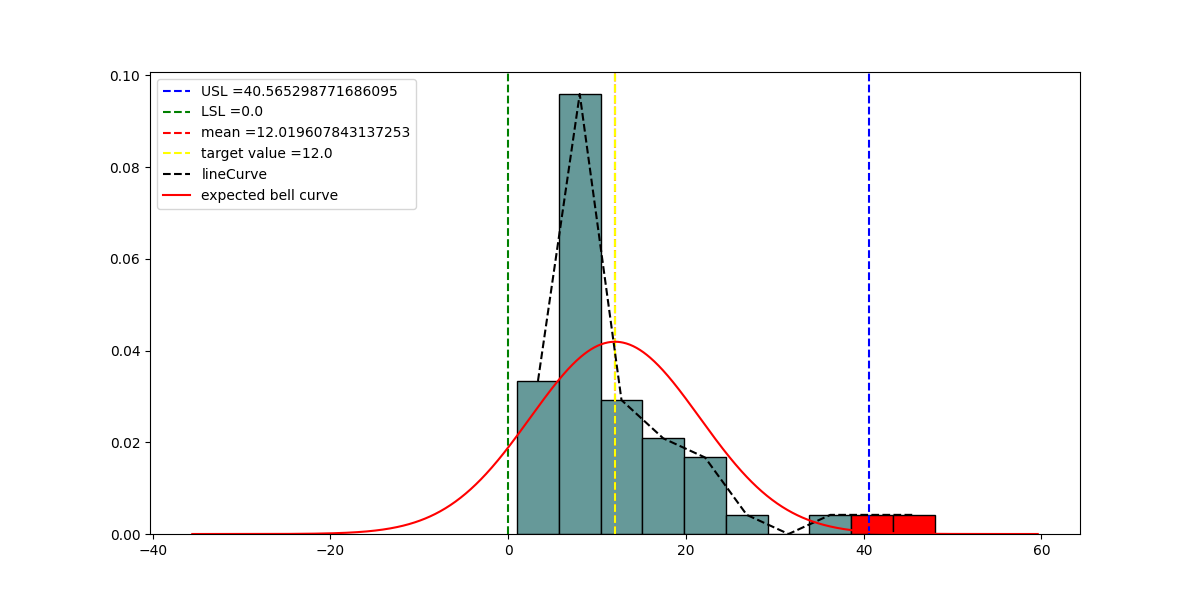 USL =40.565298771686095
LSL =0.0
mean =12.019607843137253
target value =12.0
lineCurve
expected bell curve
0.10
0.08
0.06
0.04
0.02
0.00
−40
−20
0
20
40
60